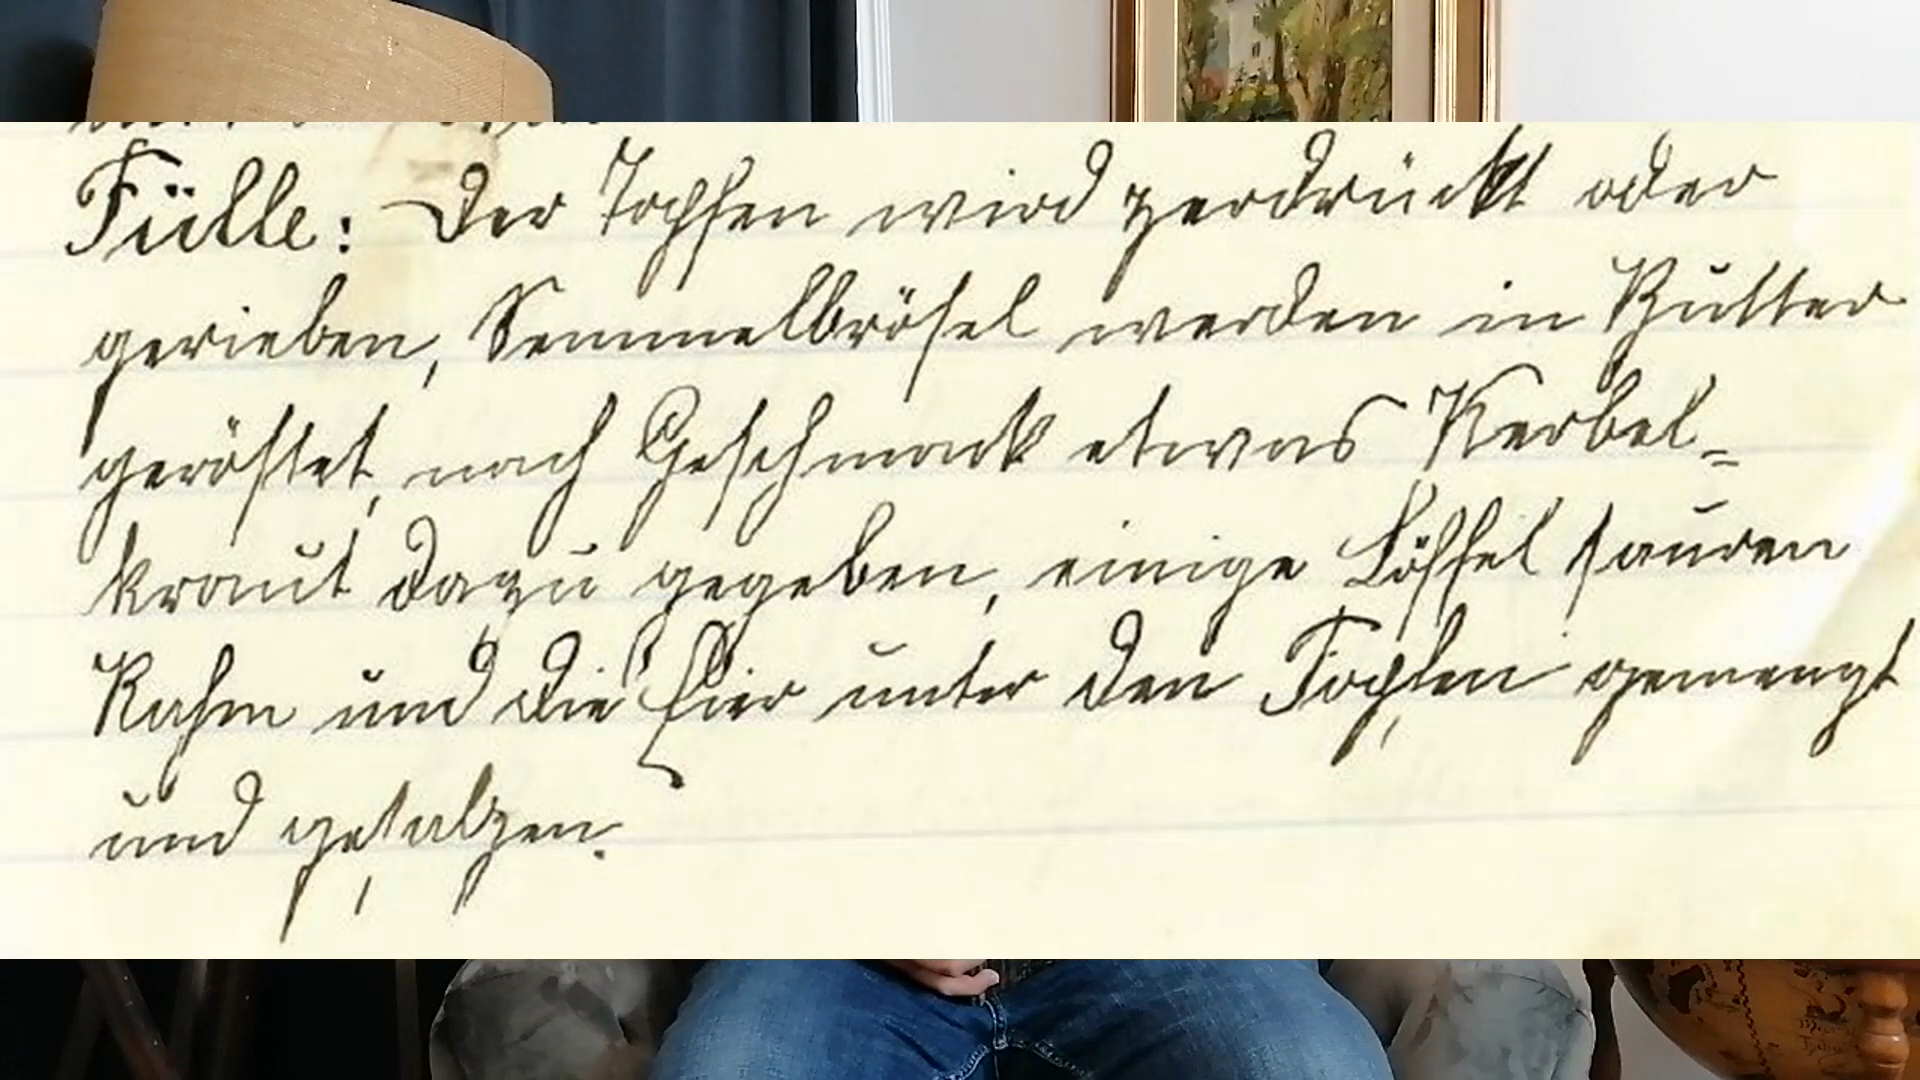 Fülle: Der Topfen wird zerdrückt oder
gerieben, Semmelbrösel werden in Butter
geröstet, nach Geschmack etwas Kerbel=
kraut dazu gegeben, einige Löffel sauren
Rahm und die Eier unter den Topfen gemengt
und gesalzen.